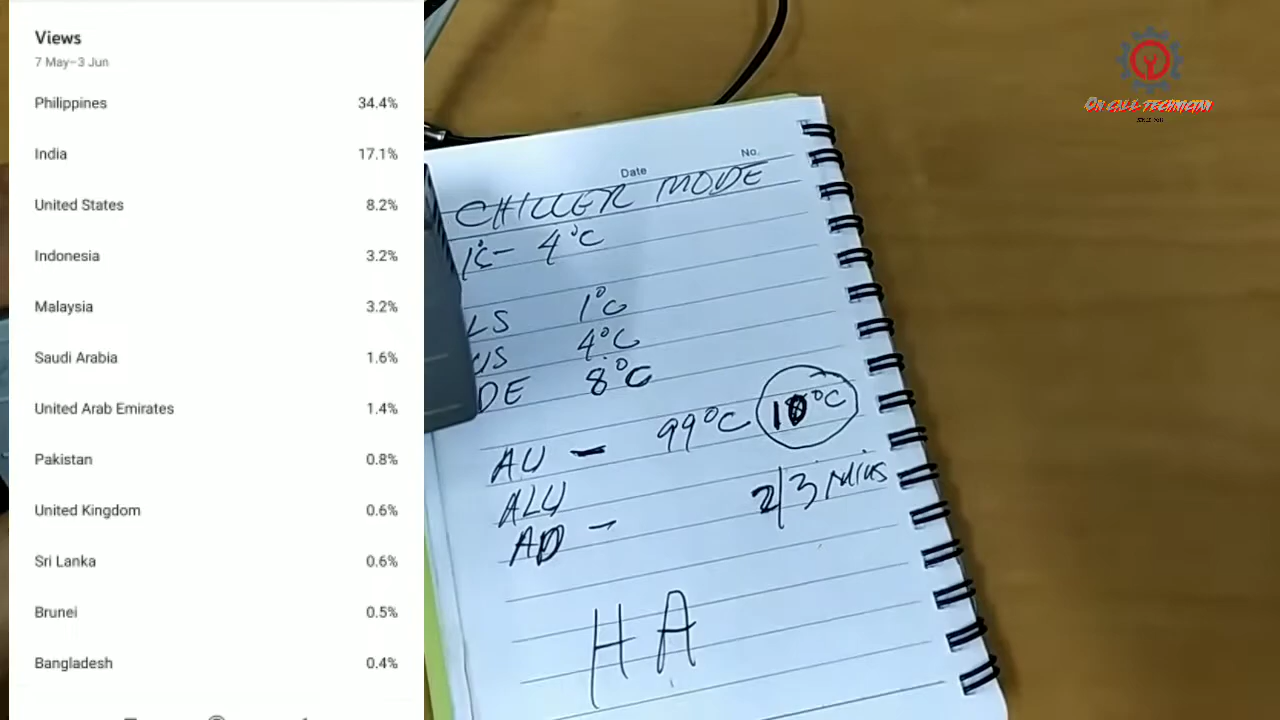 Views
7 May–3 Jun
Philippines 34.4%
India 17.1%
United States 8.2%
Indonesia 3.2%
Malaysia 3.2%
Saudi Arabia 1.6%
United Arab Emirates 1.4%
Pakistan 0.8%
United Kingdom 0.6%
Sri Lanka 0.6%
Brunei 0.5%
Bangladesh 0.4%
ON CALL TECHNICIAN
Date No.
CHILLER MODE
1°C- 4°C
LS 1°C
US 4°C
DE 8°C
AU - 99°C 10°C
ALU 2/3 Mins
AD -
HA